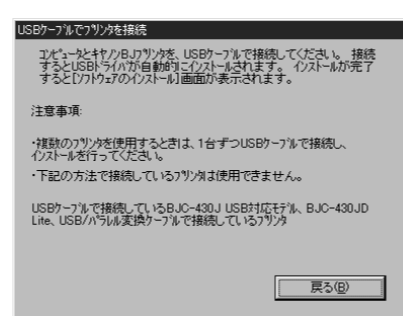 USBｹｰﾌﾞﾙでﾌﾟﾘﾝﾀを接続
ｺﾝﾋﾟｭｰﾀとｷﾔﾉﾝBJﾌﾟﾘﾝﾀを、USBｹｰﾌﾞﾙで接続してください。 接続
するとUSBﾄﾞﾗｲﾊﾞが自動的にｲﾝｽﾄｰﾙされます。 ｲﾝｽﾄｰﾙが完了
すると[ｿﾌﾄｳｪｱのｲﾝｽﾄｰﾙ]画面が表示されます。
注意事項:
・複数のﾌﾟﾘﾝﾀを使用するときは、1台ずつUSBｹｰﾌﾞﾙで接続し、
ｲﾝｽﾄｰﾙを行ってください。
・下記の方法で接続しているﾌﾟﾘﾝﾀは使用できません。
USBｹｰﾌﾞﾙで接続しているBJC-430J USB対応ﾓﾃﾞﾙ、BJC-430JD
Lite、USB/ﾊﾟﾗﾚﾙ変換ｹｰﾌﾞﾙで接続しているﾌﾟﾘﾝﾀ
戻る(B)